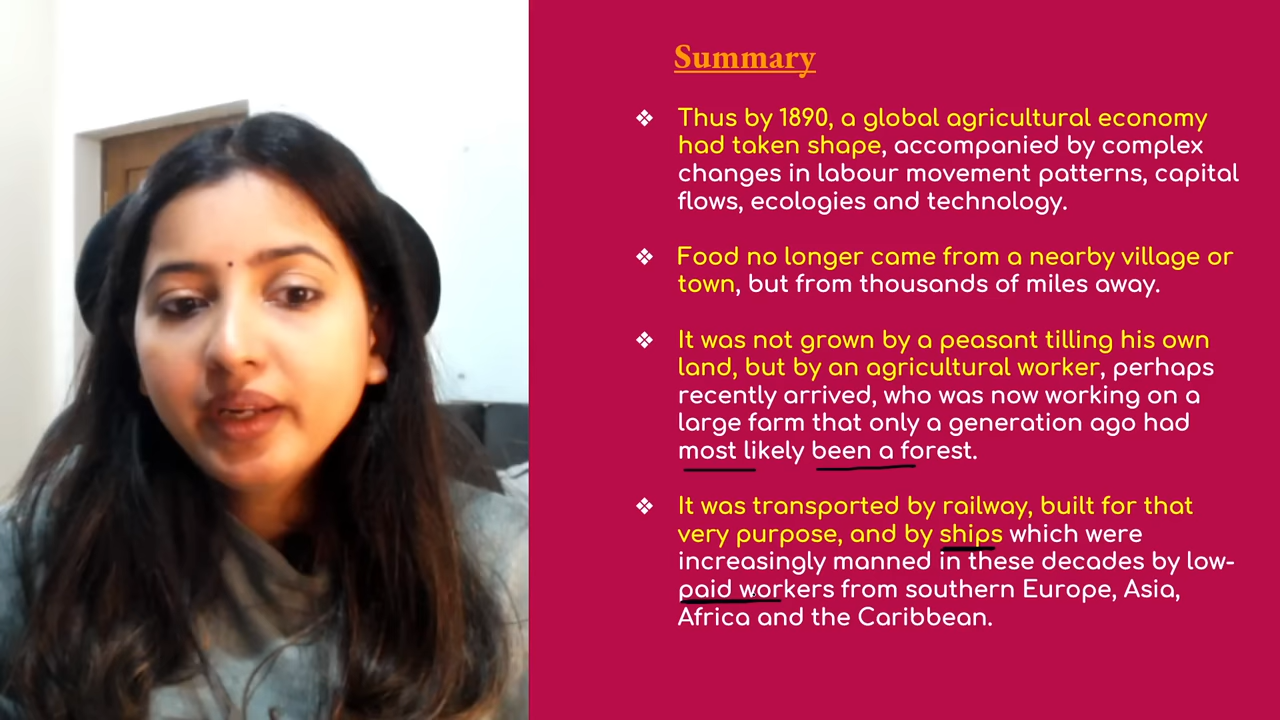 Summary
❖ Thus by 1890, a global agricultural economy
had taken shape, accompanied by complex
changes in labour movement patterns, capital
flows, ecologies and technology.
❖ Food no longer came from a nearby village or
town, but from thousands of miles away.
❖ It was not grown by a peasant tilling his own
land, but by an agricultural worker, perhaps
recently arrived, who was now working on a
large farm that only a generation ago had
most likely been a forest.
❖ It was transported by railway, built for that
very purpose, and by ships which were
increasingly manned in these decades by low-
paid workers from southern Europe, Asia,
Africa and the Caribbean.